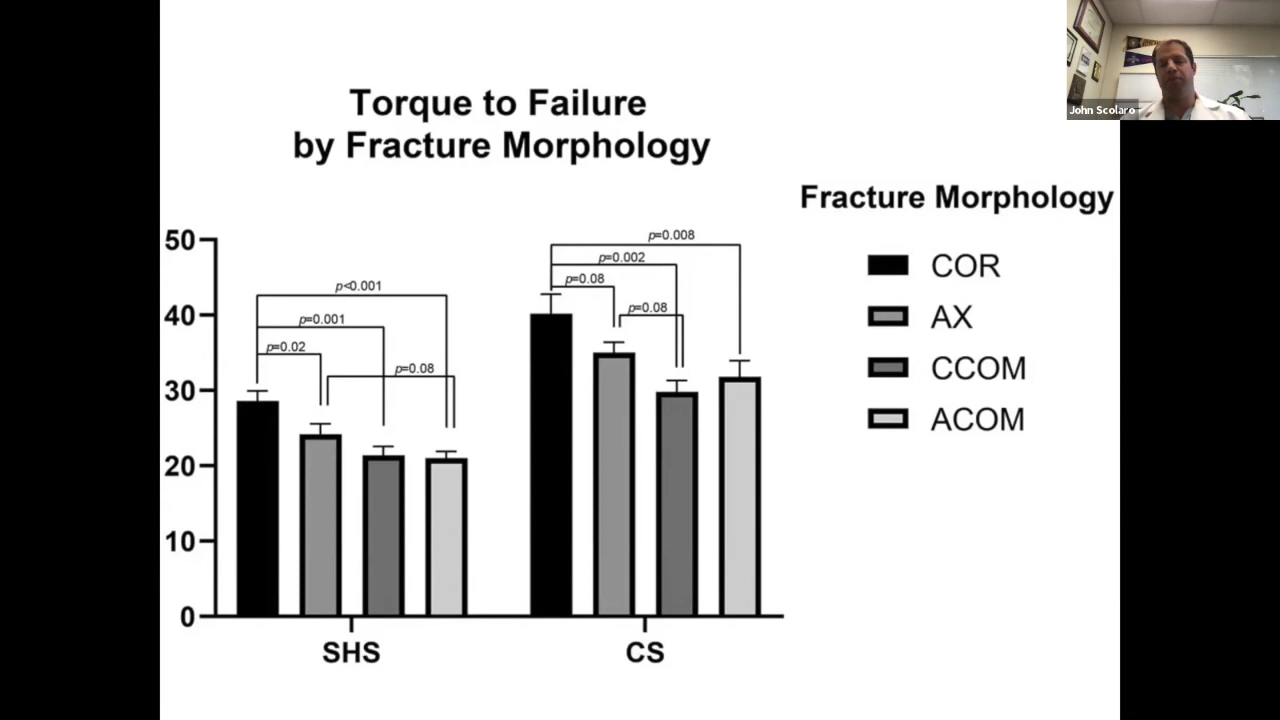 John Scolaro
Torque to Failure
by Fracture Morphology
Fracture Morphology
COR
AX
CCOM
ACOM
50
40
30
20
10
0
p<0.001
p=0.001
p=0.02
p=0.08
p=0.008
p=0.002
p=0.08
p=0.08
SHS
CS